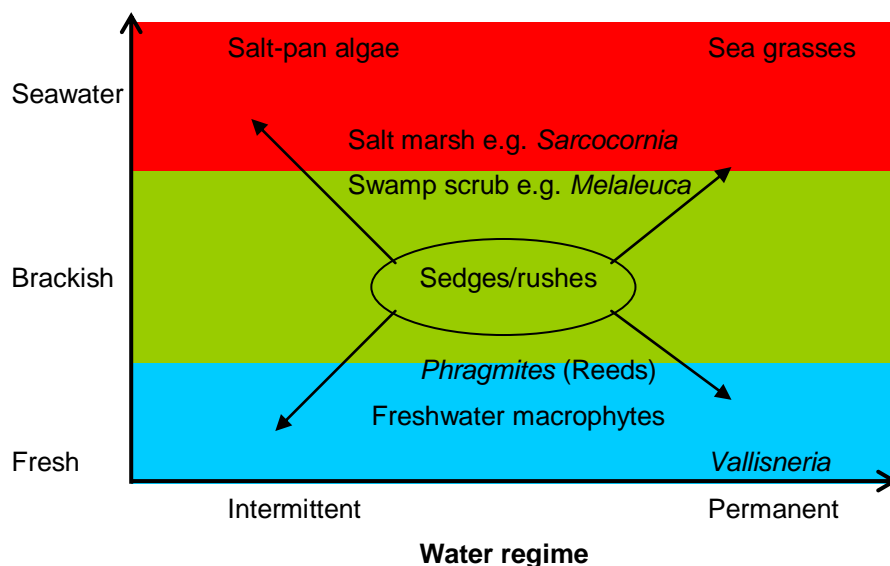 Salt-pan algae Sea grasses
Seawater
Salt marsh e.g. Sarcocornia
Swamp scrub e.g. Melaleuca
Brackish Sedges/rushes
Phragmites (Reeds)
Freshwater macrophytes
Fresh Vallisneria
Intermittent Permanent
Water regime